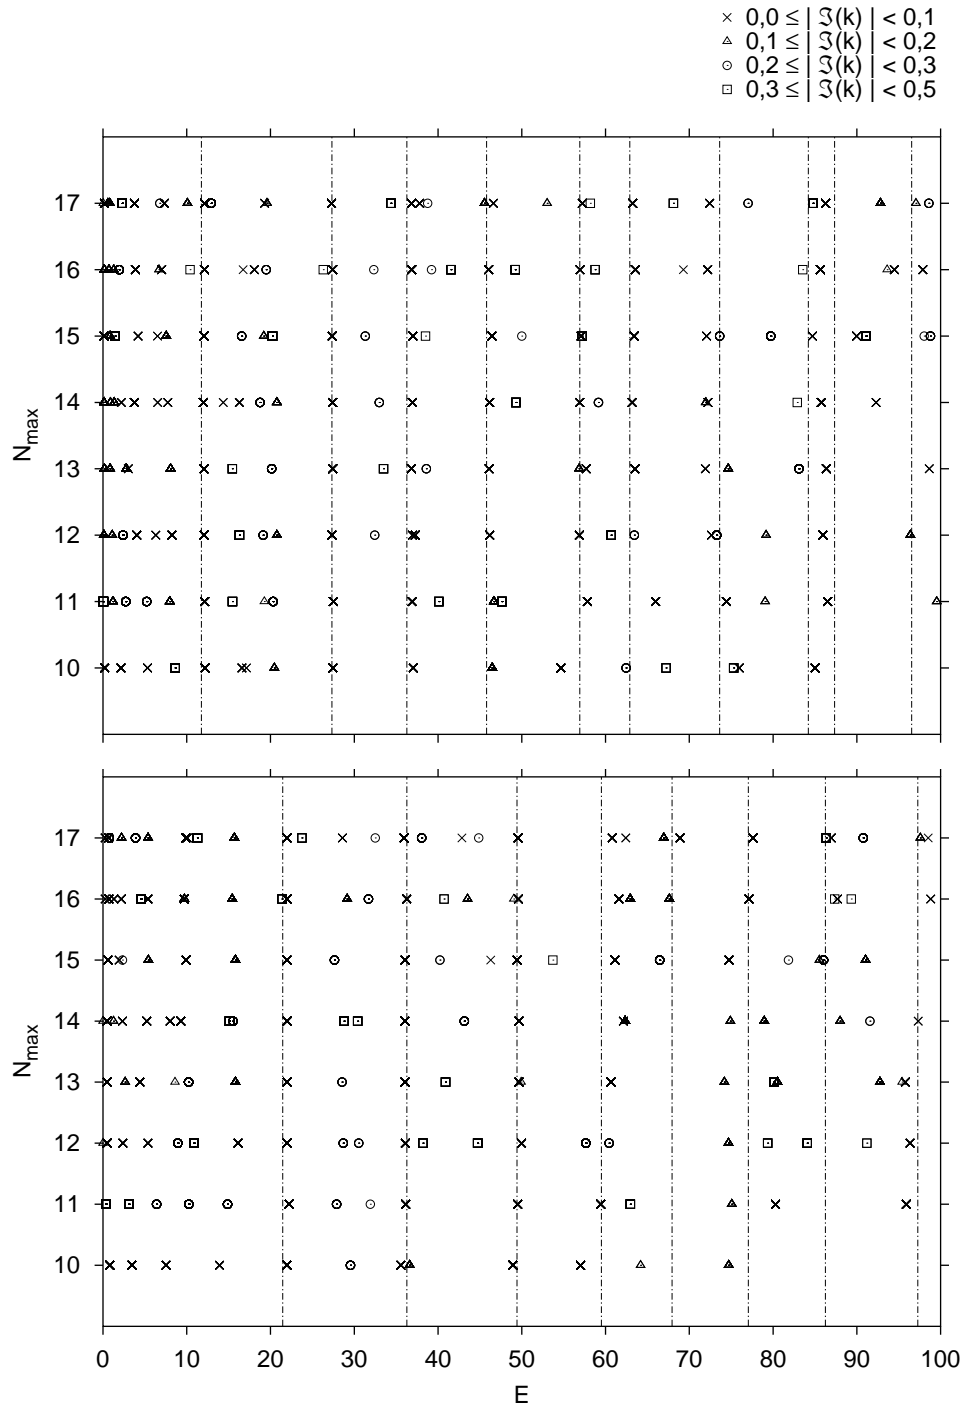 0,0 ≤ | ℑ(k) | < 0,1
0,1 ≤ | ℑ(k) | < 0,2
0,2 ≤ | ℑ(k) | < 0,3
0,3 ≤ | ℑ(k) | < 0,5
17
16
15
14
13
12
11
10
N_max
17
16
15
14
13
12
11
10
N_max
0 10 20 30 40 50 60 70 80 90 100
E